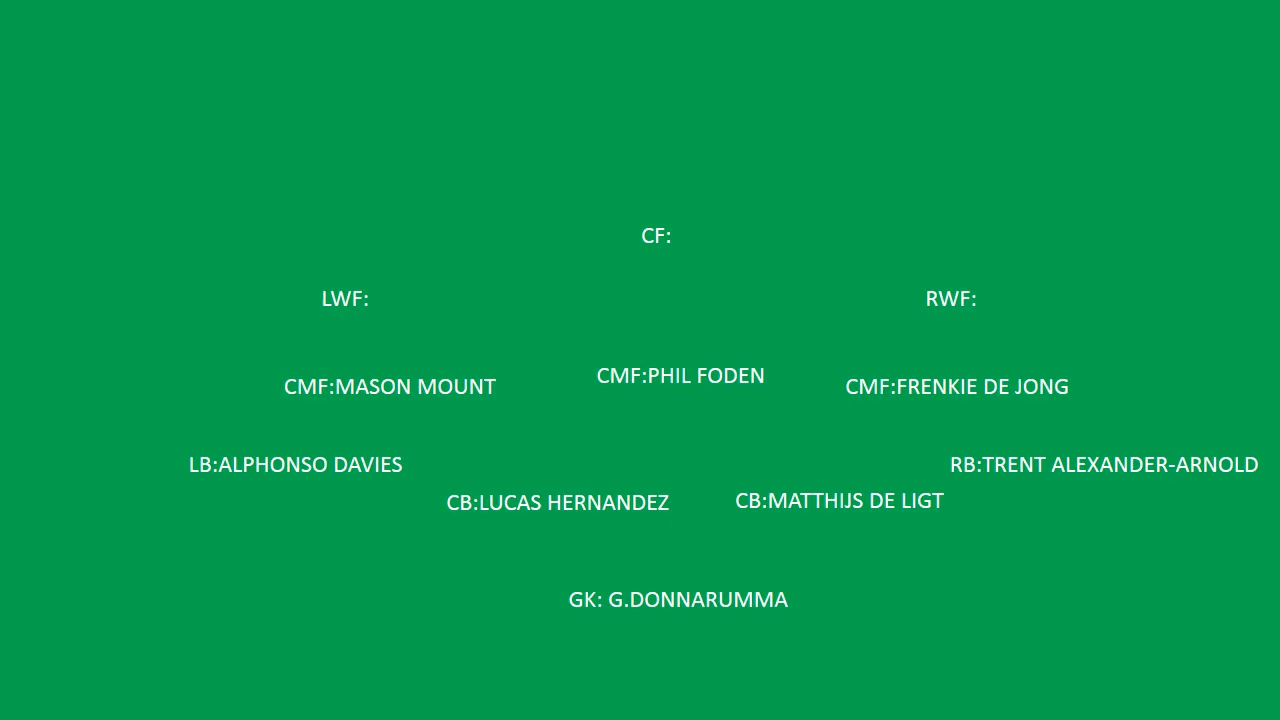 CF:
LWF:
RWF:
CMF:MASON MOUNT
CMF:PHIL FODEN
CMF:FRENKIE DE JONG
LB:ALPHONSO DAVIES
RB:TRENT ALEXANDER-ARNOLD
CB:LUCAS HERNANDEZ
CB:MATTHIJS DE LIGT
GK: G.DONNARUMMA